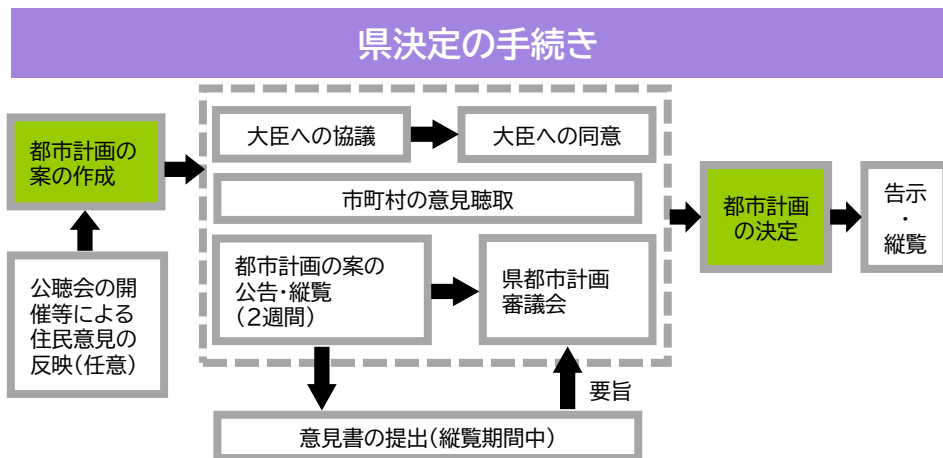 県決定の手続き
都市計画の
案の作成
公聴会の開
催等による
住民意見の
反映(任意)
大臣への協議
大臣への同意
市町村の意見聴取
都市計画の案の
公告・縦覧
(2週間)
県都市計画
審議会
要旨
意見書の提出(縦覧期間中)
都市計画
の決定
告示
・
縦覧